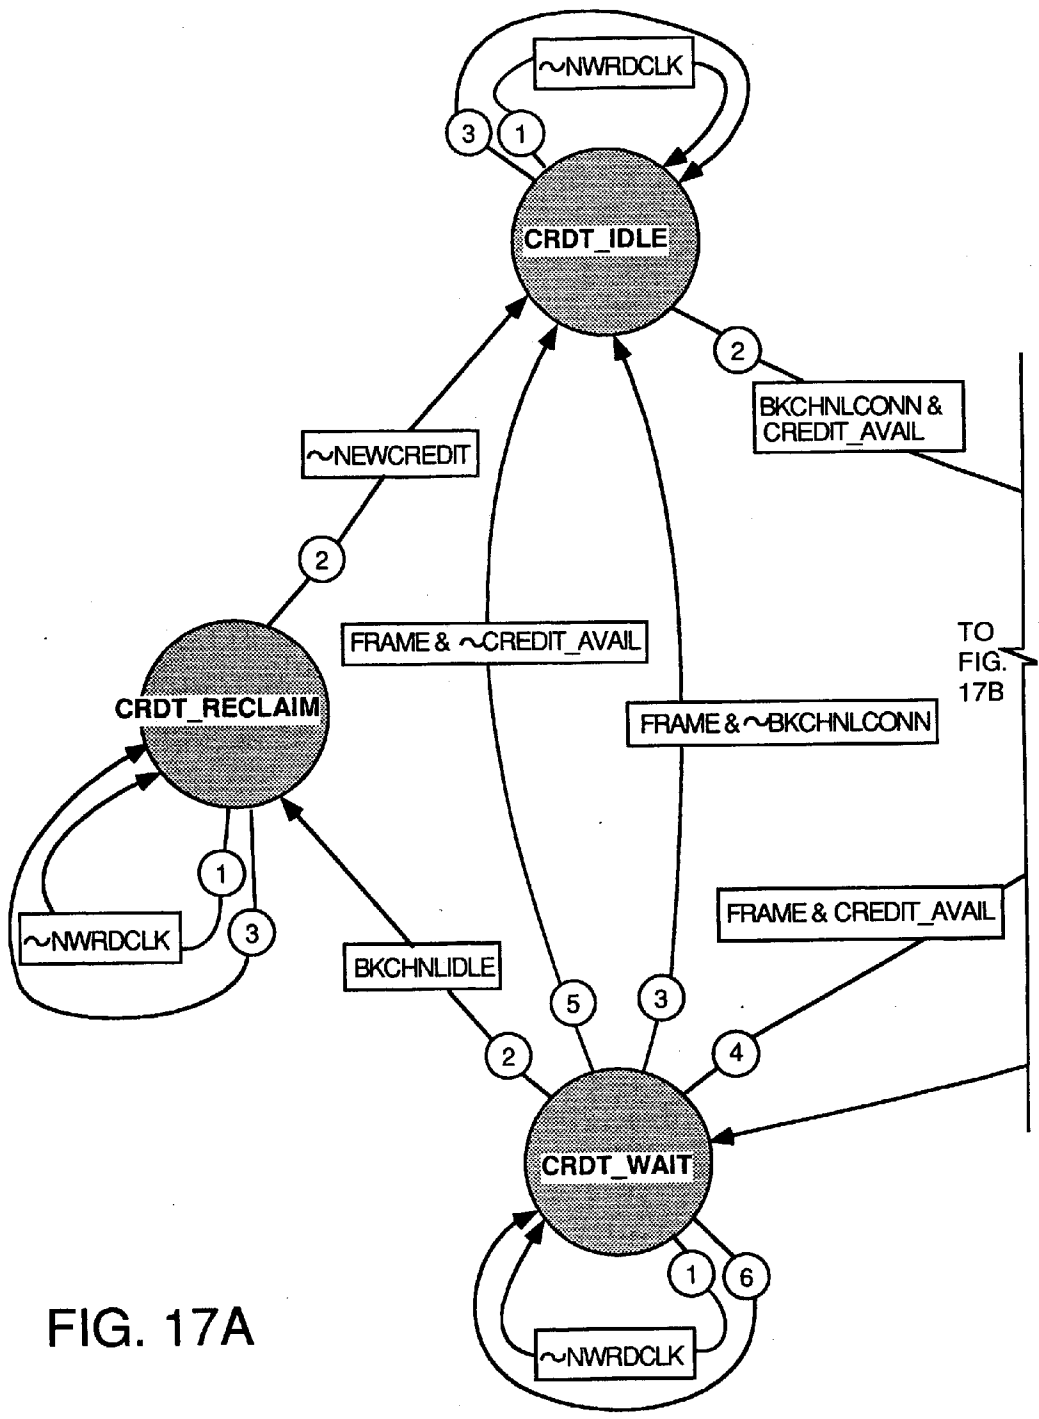 ~NWRDCLK
3
1
CRDT_IDLE
2
BKCHNLCONN &
CREDIT_AVAIL
~NEWCREDIT
2
FRAME & ~CREDIT_AVAIL
TO
FIG.
17B
CRDT_RECLAIM
FRAME & ~BKCHNLCONN
1
3
~NWRDCLK
FRAME & CREDIT_AVAIL
BKCHNLIDLE
5
3
2
4
CRDT_WAIT
1
6
~NWRDCLK
FIG. 17A